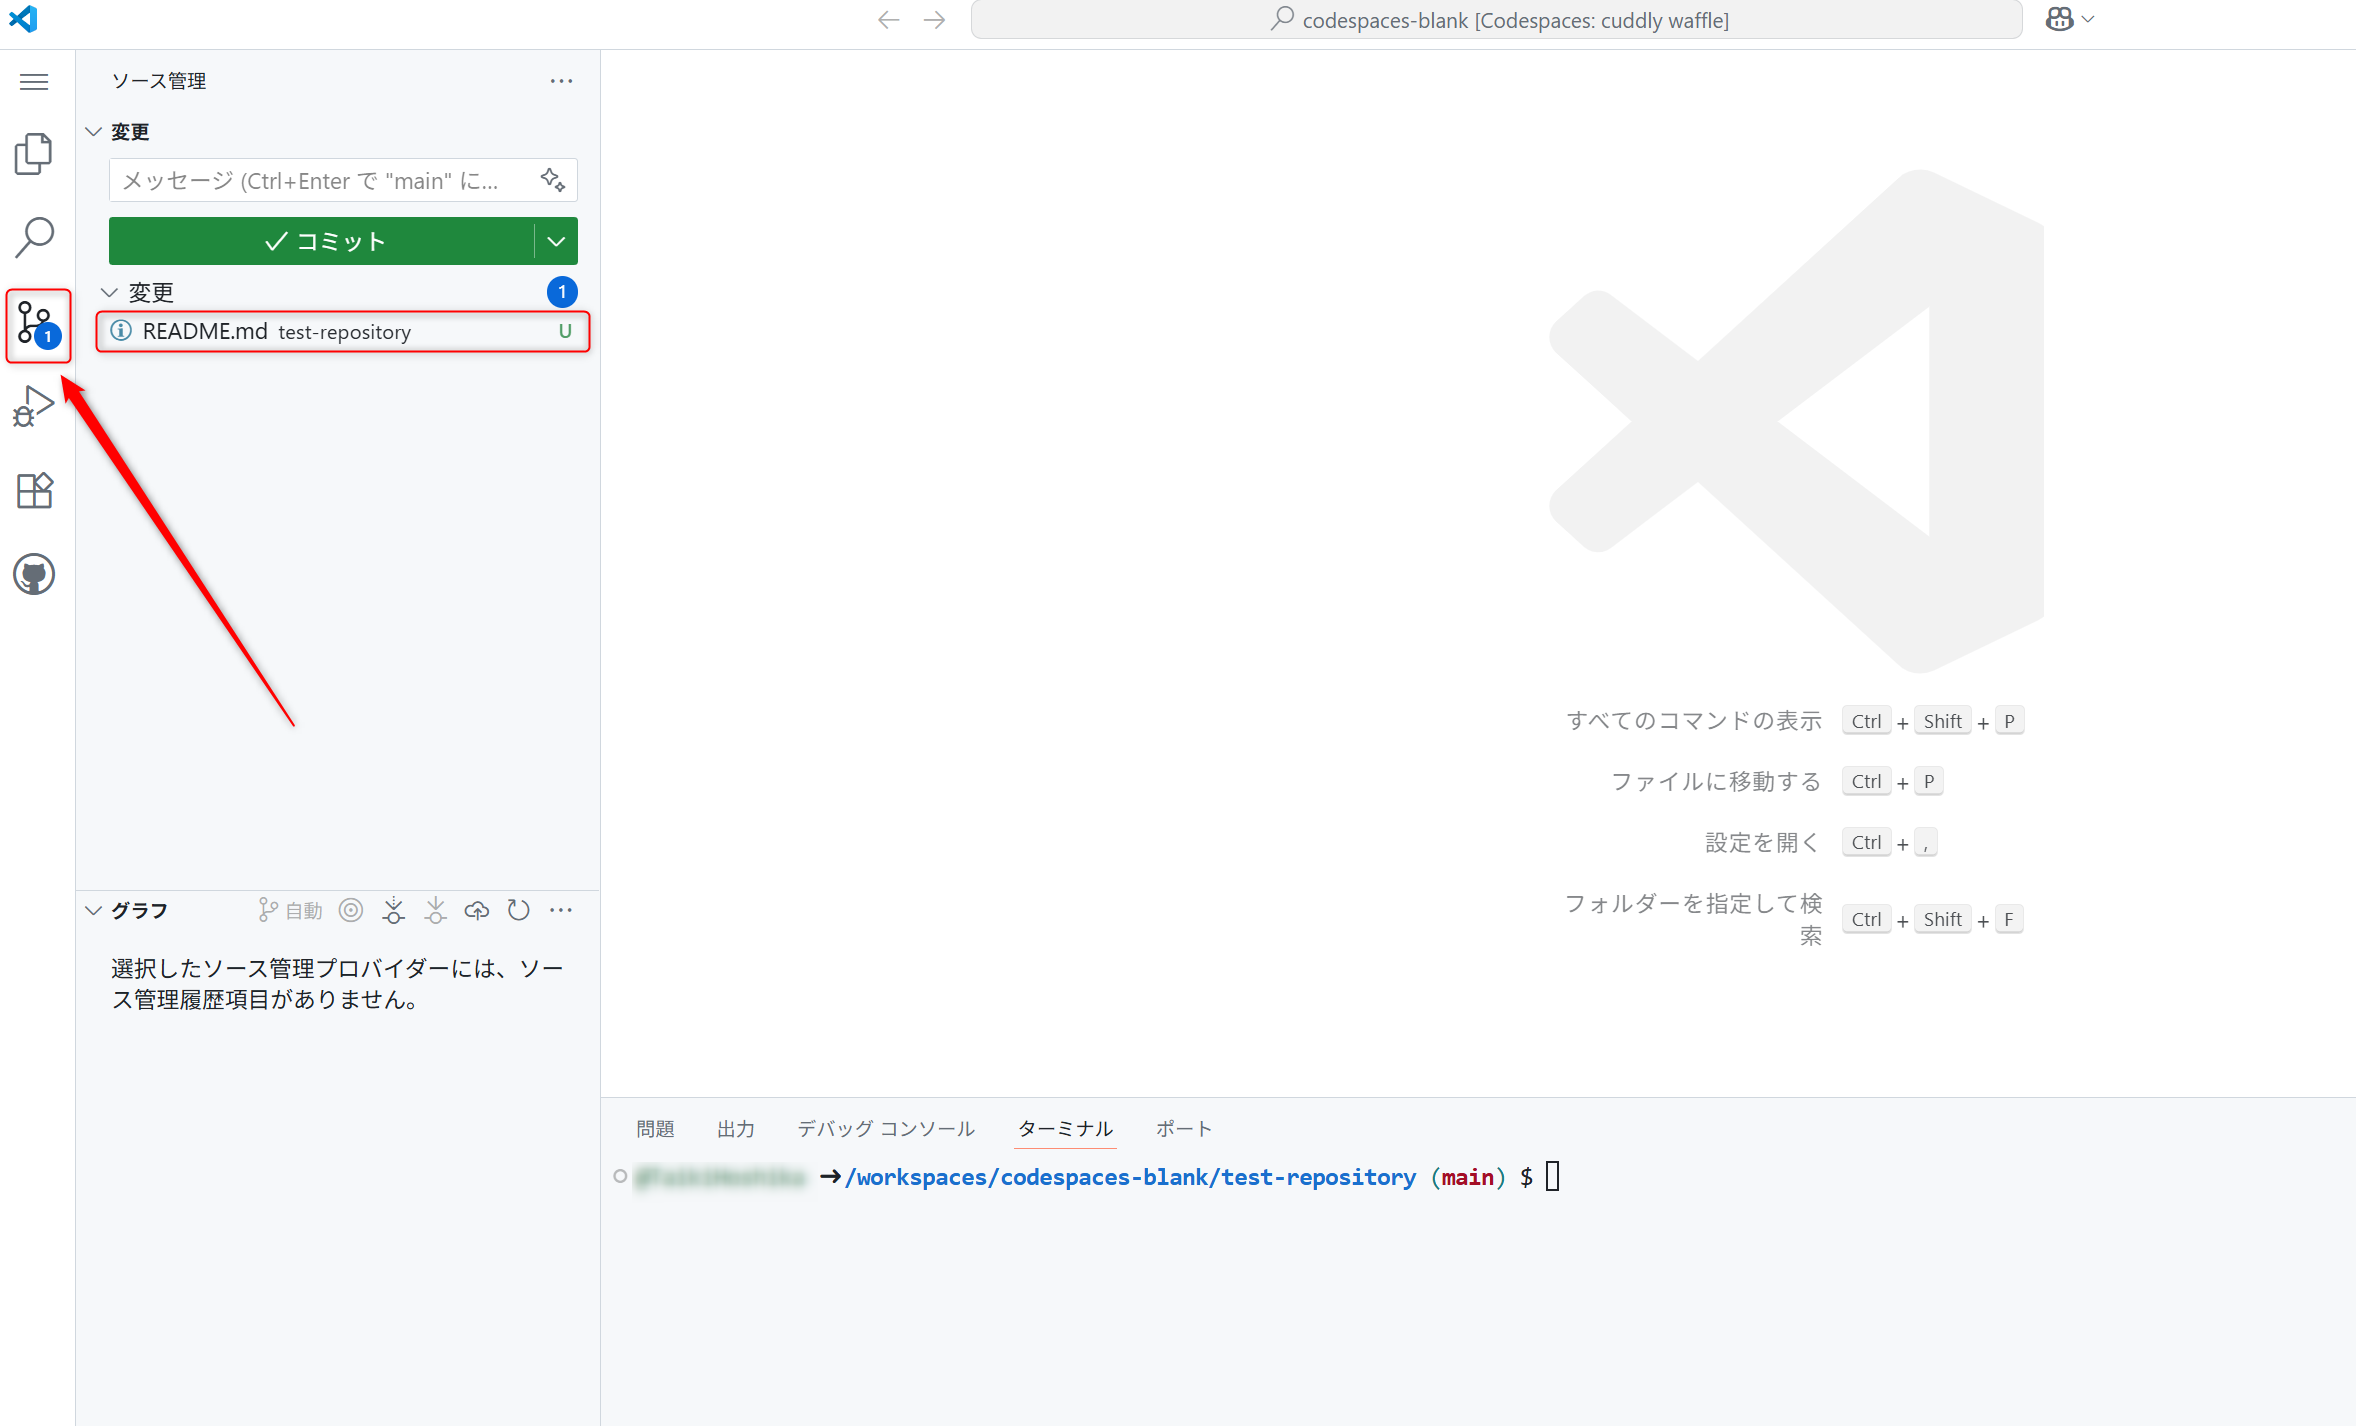 codespaces-blank [Codespaces: cuddly waffle]
ソース管理
変更
メッセージ (Ctrl+Enter で "main" に...
コミット
変更
1
README.md test-repository U
1
すべてのコマンドの表示 Ctrl + Shift + P
ファイルに移動する Ctrl + P
設定を開く Ctrl + ,
フォルダーを指定して検
索 Ctrl + Shift + F
グラフ 自動
選択したソース管理プロバイダーには、ソー
ス管理履歴項目がありません。
問題 出力 デバッグ コンソール ターミナル ポート
➜/workspaces/codespaces-blank/test-repository (main) $